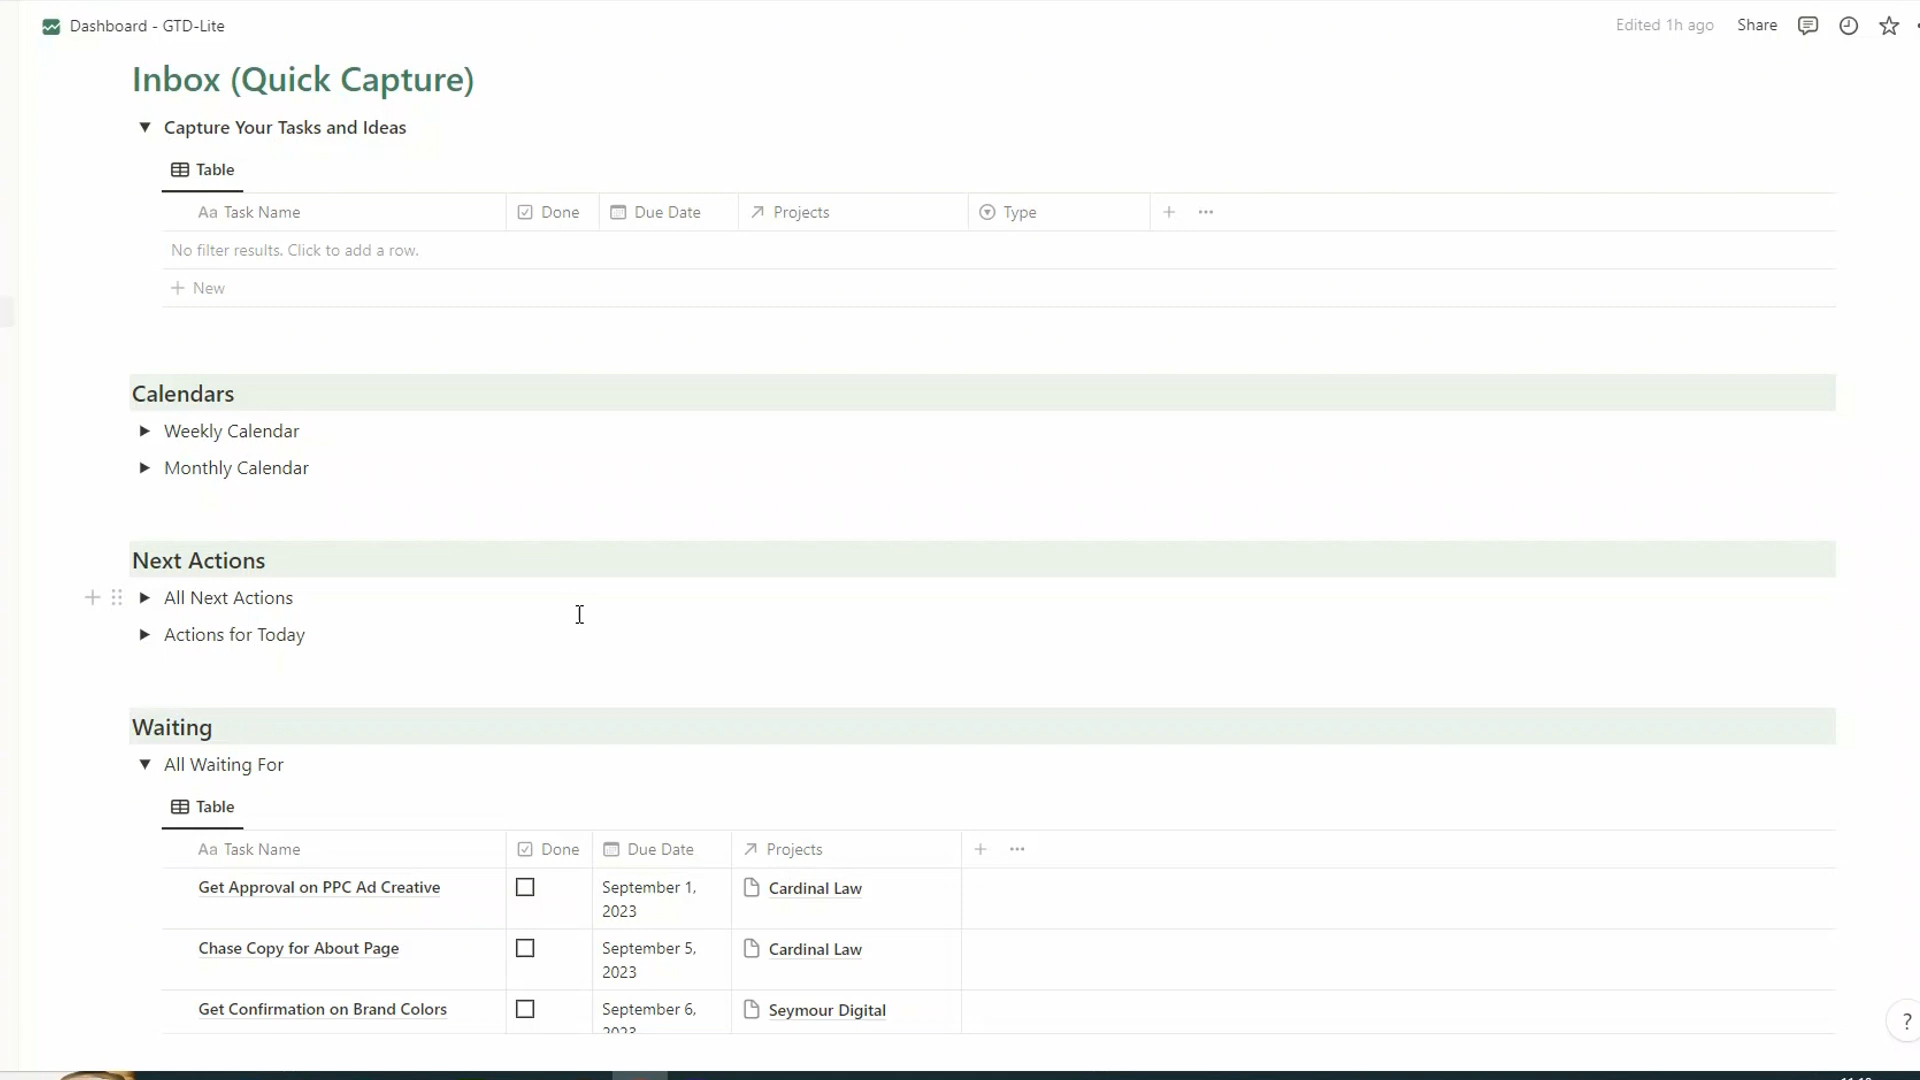 Dashboard - GTD-Lite
Edited 1h ago
Share
Inbox (Quick Capture)
Capture Your Tasks and Ideas
Table
Aa Task Name Done Due Date Projects Type
No filter results. Click to add a row.
New
Calendars
Weekly Calendar
Monthly Calendar
Next Actions
All Next Actions
Actions for Today
Waiting
All Waiting For
Table
Aa Task Name Done Due Date Projects
Get Approval on PPC Ad Creative September 1, Cardinal Law
2023
Chase Copy for About Page September 5, Cardinal Law
2023
Get Confirmation on Brand Colors September 6, Seymour Digital
2023
?